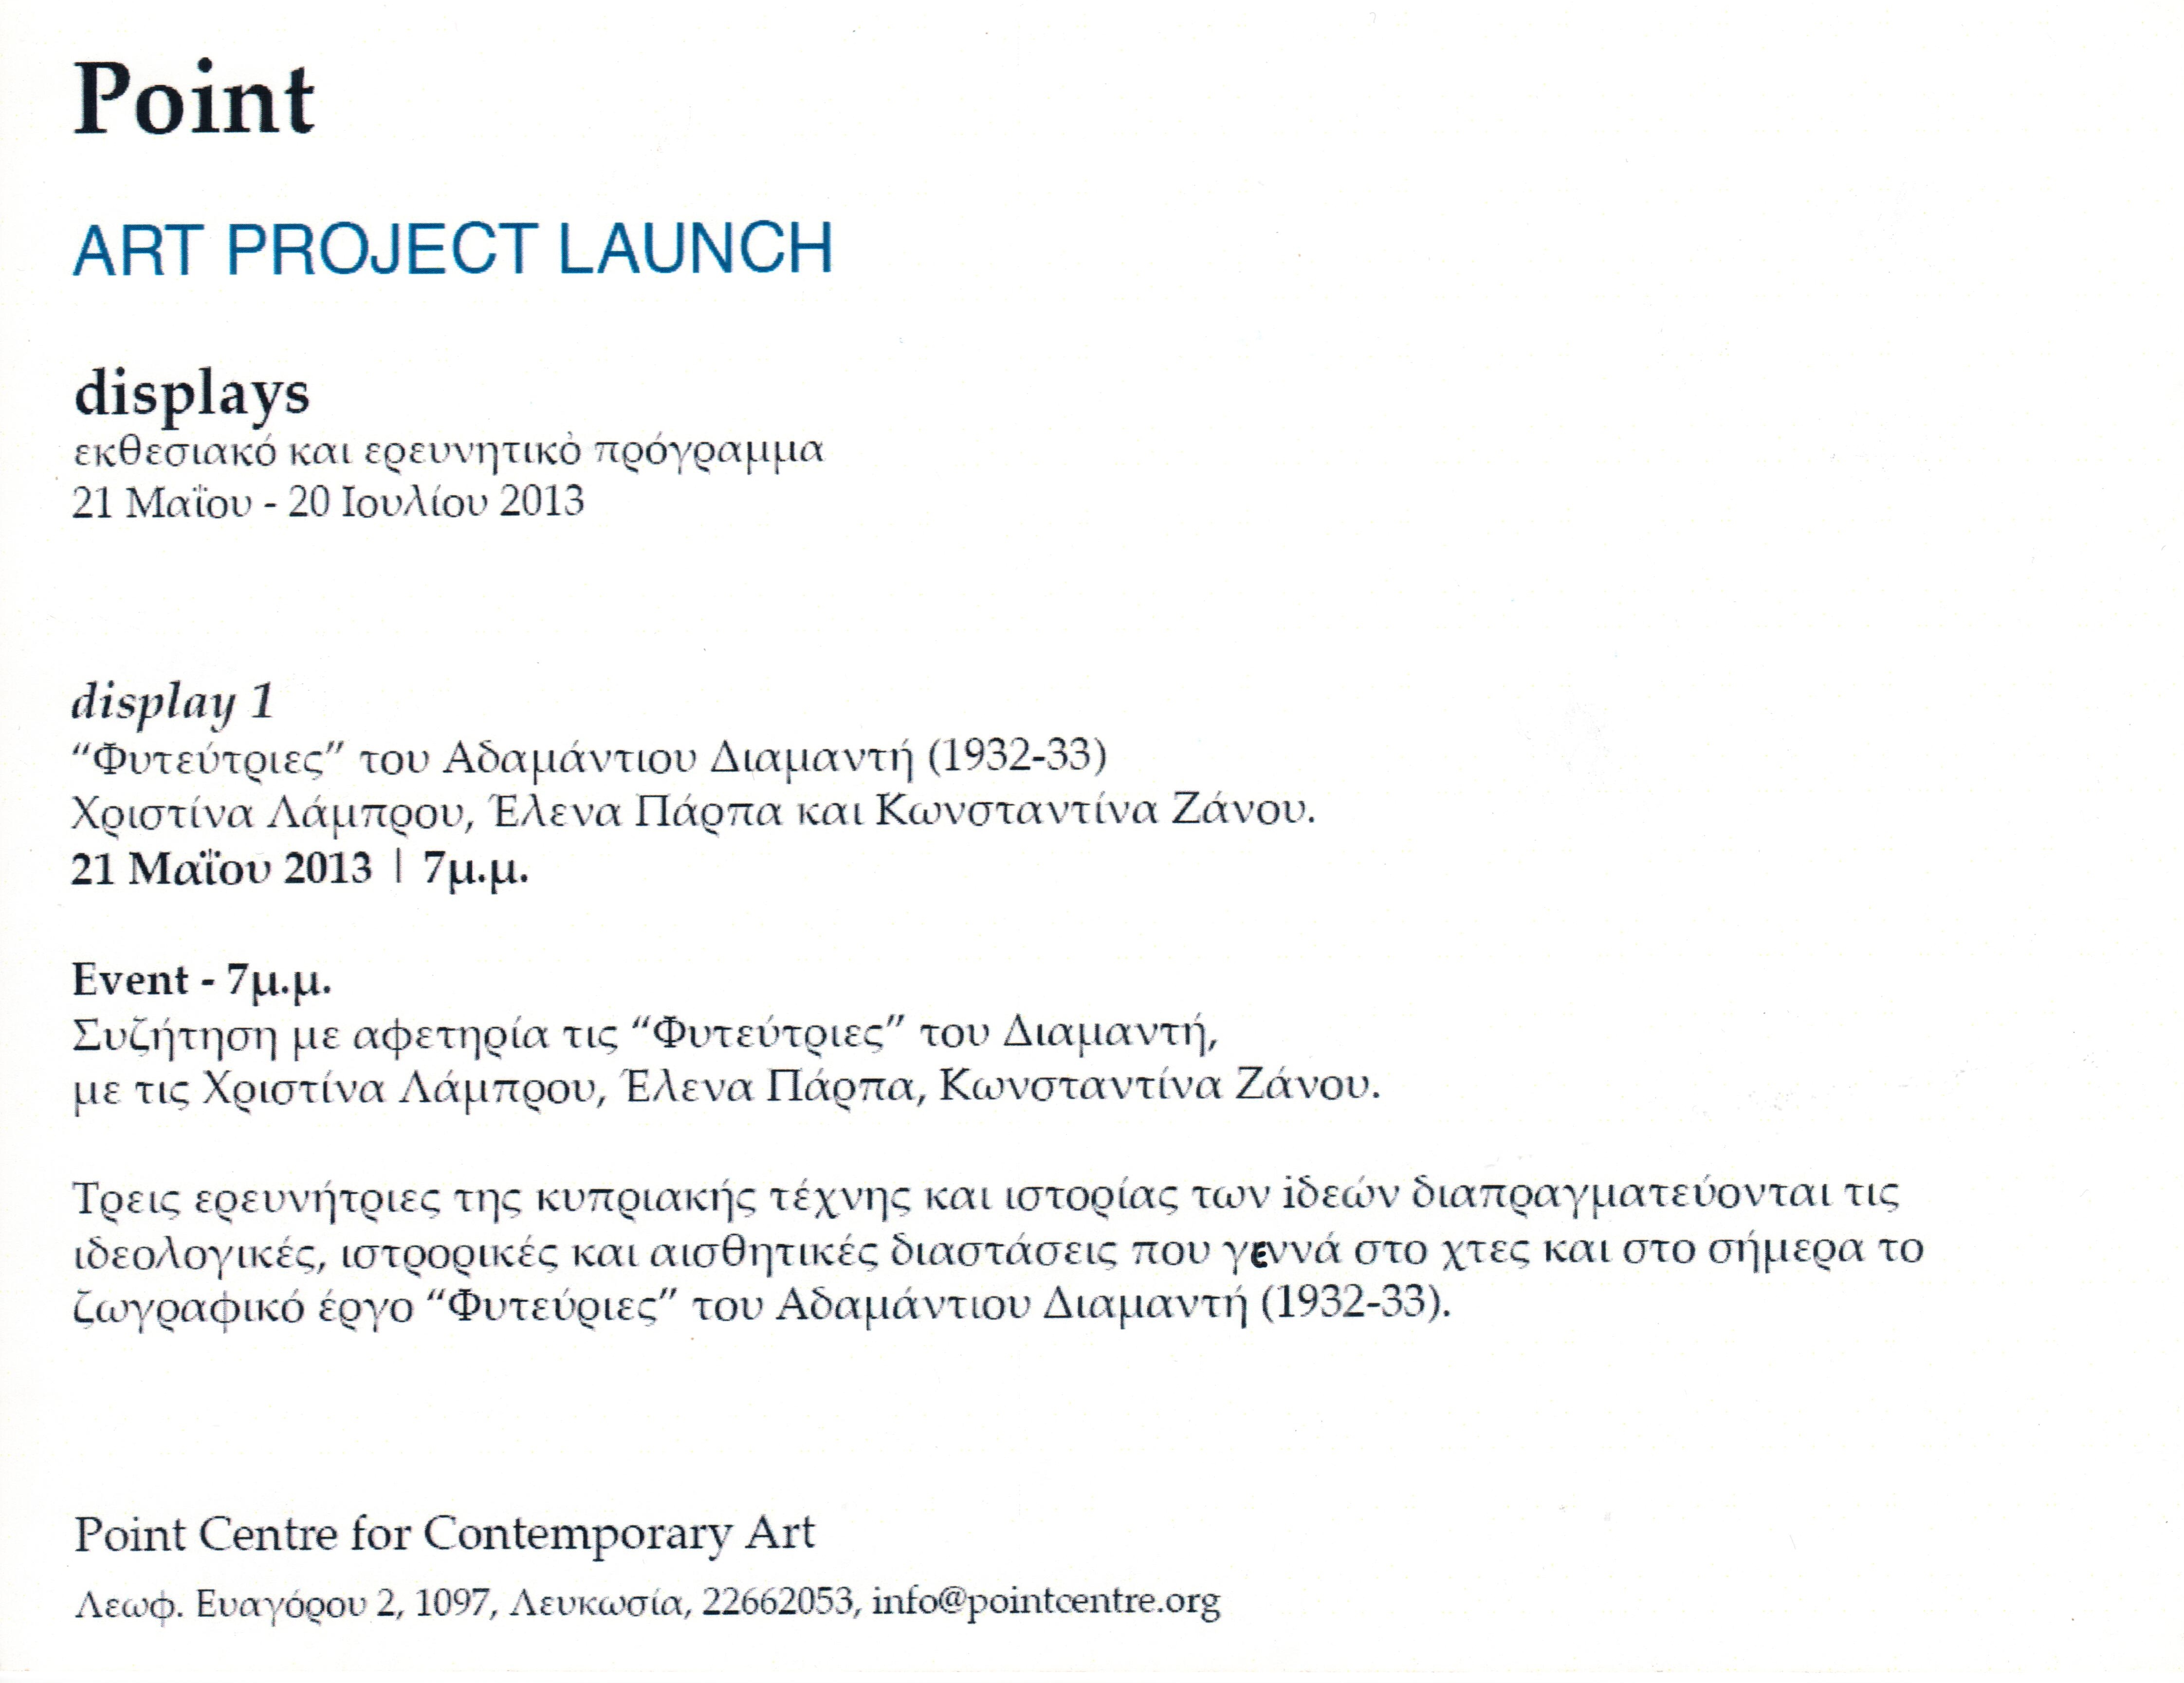 Point
ART PROJECT LAUNCH
displays
εκθεσιακό και ερευνητικό πρόγραμμα
21 Μαΐου - 20 Ιουλίου 2013
display 1
“Φυτεύτριες” του Αδαμάντιου Διαμαντή (1932-33)
Χριστίνα Λάμπρου, Έλενα Πάρπα και Κωνσταντίνα Ζάνου.
21 Μαΐου 2013 | 7μ.μ.
Event - 7μ.μ.
Συζήτηση με αφετηρία τις “Φυτεύτριες” του Διαμαντή,
με τις Χριστίνα Λάμπρου, Έλενα Πάρπα, Κωνσταντίνα Ζάνου.
Τρεις ερευνήτριες της κυπριακής τέχνης και ιστορίας των iδεών διαπραγματεύονται τις
ιδεολογικές, ιστρορικές και αισθητικές διαστάσεις που γεννά στο χτες και στο σήμερα το
ζωγραφικό έργο “Φυτεύριες” του Αδαμάντιου Διαμαντή (1932-33).
Point Centre for Contemporary Art
Λεωφ. Ευαγόρου 2, 1097, Λευκωσία, 22662053, info@pointcentre.org